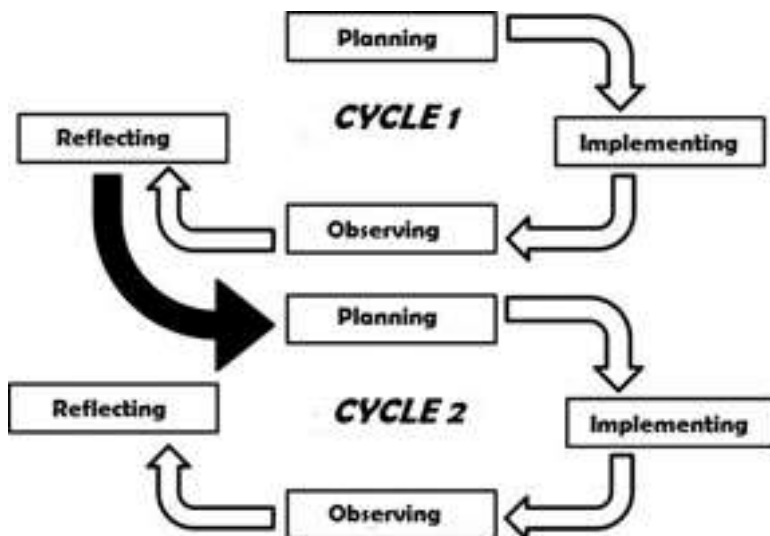 Planning
CYCLE 1
Reflecting
Implementing
Observing
Planning
CYCLE 2
Reflecting
Implementing
Observing